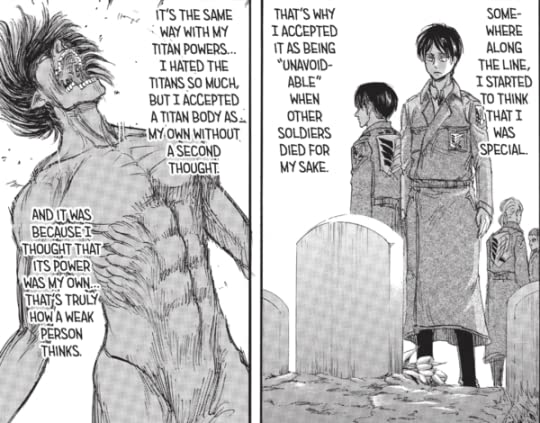 SOME-
WHERE
ALONG
THE LINE,
I STARTED
TO THINK
THAT I
WAS
SPECIAL.
THAT'S WHY
I ACCEPTED
IT AS BEING
"UNAVOID-
ABLE"
WHEN
OTHER
SOLDIERS
DIED FOR
MY SAKE.
IT'S THE SAME
WAY WITH MY
TITAN POWERS...
I HATED THE
TITANS SO MUCH,
BUT I ACCEPTED
A TITAN BODY AS
MY OWN WITHOUT
A SECOND
THOUGHT.
AND IT WAS
BECAUSE I
THOUGHT THAT
ITS POWER
WAS MY OWN...
THAT'S TRULY
HOW A WEAK
PERSON
THINKS.